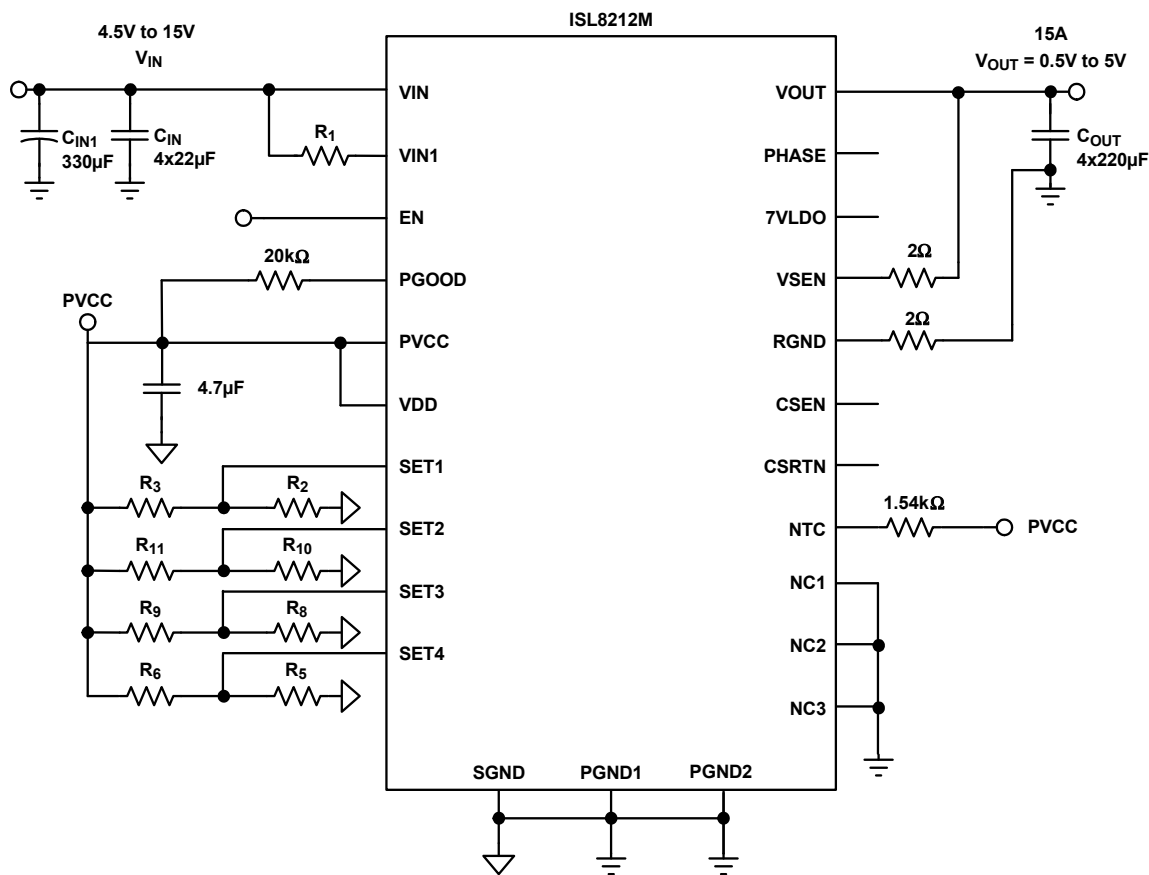 ISL8212M
4.5V to 15V
VIN
15A
VOUT = 0.5V to 5V
VIN
VOUT
CIN1
330µF
CIN
4x22µF
R1
VIN1
PHASE
COUT
4x220µF
EN
7VLDO
20kΩ
PGOOD
VSEN
2Ω
PVCC
PVCC
RGND
2Ω
4.7µF
VDD
CSEN
SET1
CSRTN
R3
R2
SET2
NTC
1.54kΩ
PVCC
R11
R10
SET3
NC1
R9
R8
SET4
NC2
R6
R5
NC3
SGND
PGND1
PGND2